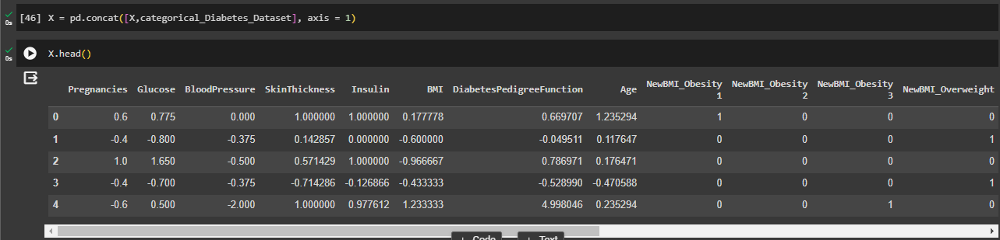 [46] X = pd.concat([X,categorical_Diabetes_Dataset], axis = 1)
0s
X.head()
0s
Pregnancies Glucose BloodPressure SkinThickness Insulin BMI DiabetesPedigreeFunction Age NewBMI_Obesity 1 NewBMI_Obesity 2 NewBMI_Obesity 3 NewBMI_Overweight
0 0.6 0.775 0.000 1.000000 1.000000 0.177778 0.669707 1.235294 1 0 0 0
1 -0.4 -0.800 -0.375 0.142857 0.000000 -0.600000 -0.049511 0.117647 0 0 0 1
2 1.0 1.650 -0.500 0.571429 1.000000 -0.966667 0.786971 0.176471 0 0 0 0
3 -0.4 -0.700 -0.375 -0.714286 -0.126866 -0.433333 -0.528990 -0.470588 0 0 0 1
4 -0.6 0.500 -2.000 1.000000 0.977612 1.233333 4.998046 0.235294 0 0 1 0
+ Code + Text